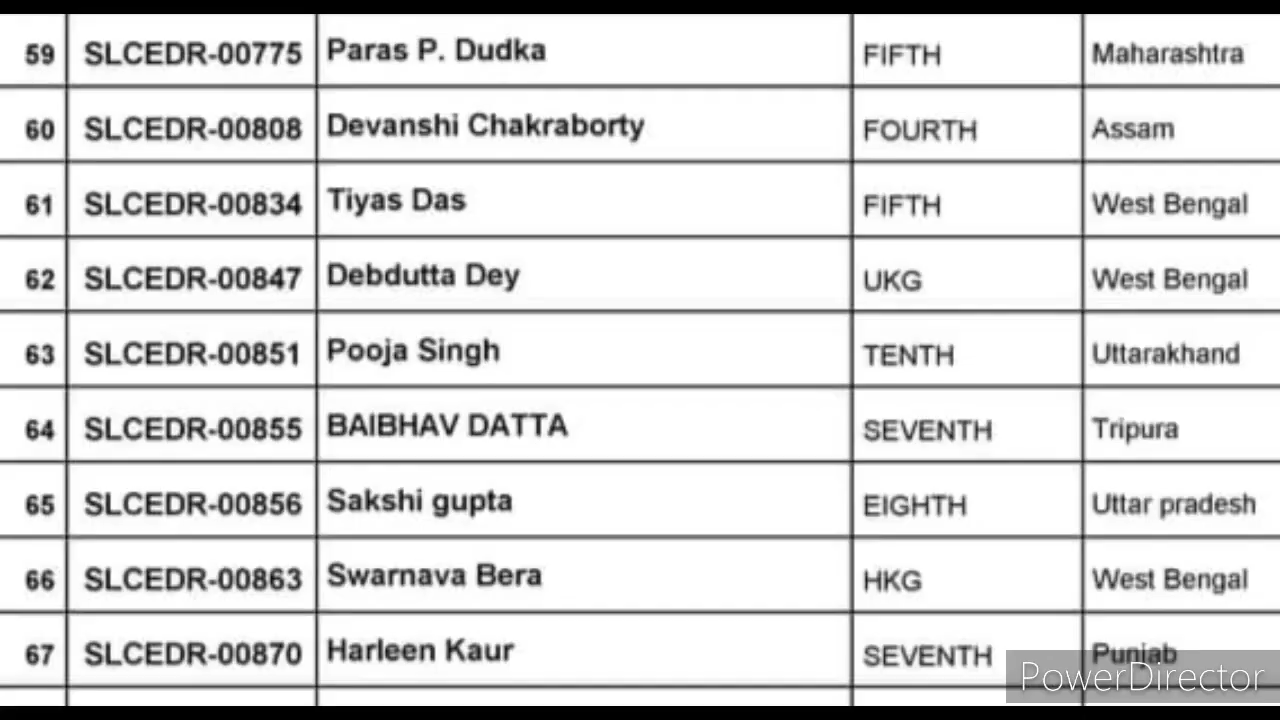 59 SLCEDR-00775 Paras P. Dudka FIFTH Maharashtra
60 SLCEDR-00808 Devanshi Chakraborty FOURTH Assam
61 SLCEDR-00834 Tiyas Das FIFTH West Bengal
62 SLCEDR-00847 Debdutta Dey UKG West Bengal
63 SLCEDR-00851 Pooja Singh TENTH Uttarakhand
64 SLCEDR-00855 BAIBHAV DATTA SEVENTH Tripura
65 SLCEDR-00856 Sakshi gupta EIGHTH Uttar pradesh
66 SLCEDR-00863 Swarnava Bera HKG West Bengal
67 SLCEDR-00870 Harleen Kaur SEVENTH Punjab
PowerDirector